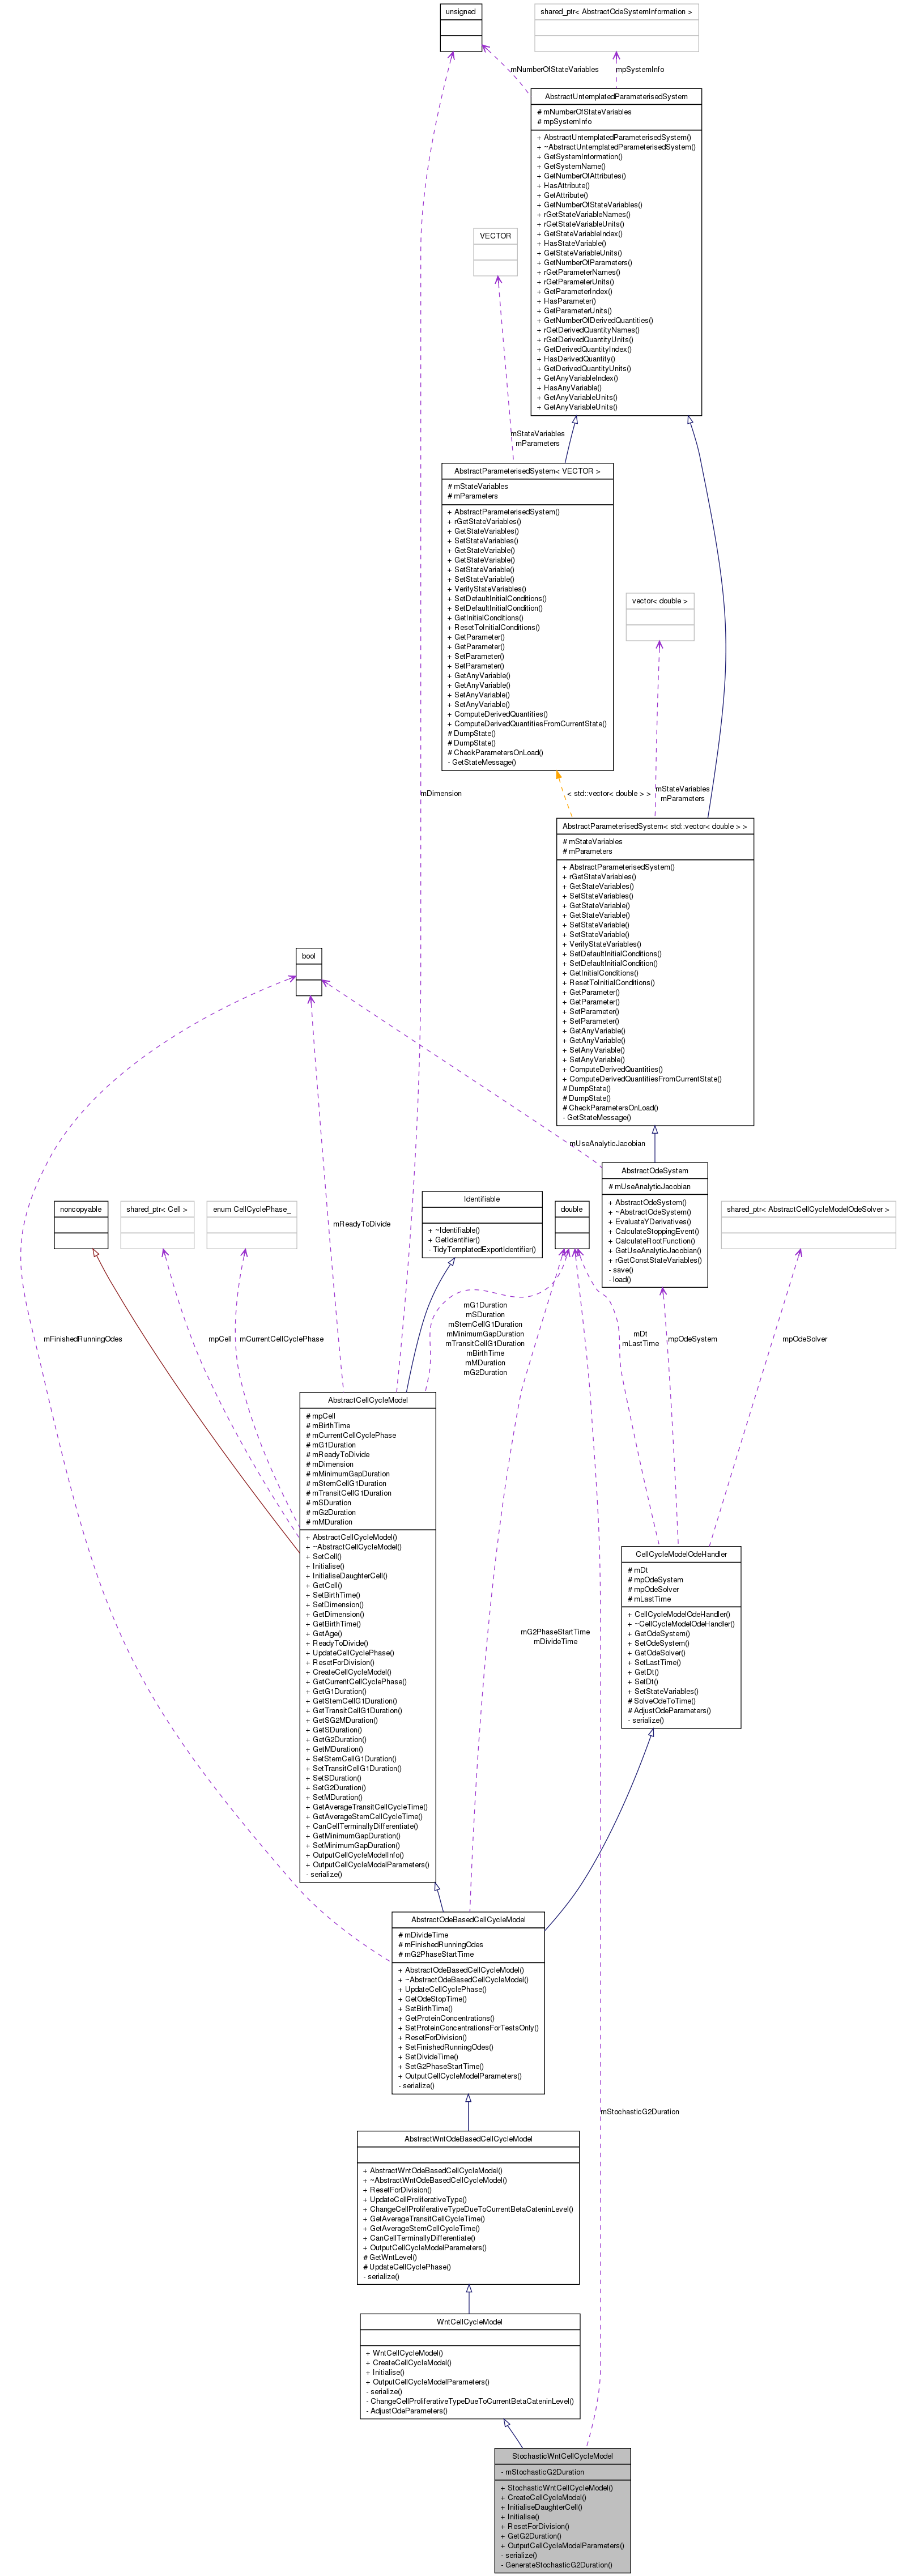 unsigned
shared_ptr< AbstractOdeSystemInformation >
mNumberOfStateVariables
mpSystemInfo
AbstractUntemplatedParameterisedSystem
# mNumberOfStateVariables
# mpSystemInfo
+ AbstractUntemplatedParameterisedSystem()
+ ~AbstractUntemplatedParameterisedSystem()
+ GetSystemInformation()
+ GetSystemName()
+ GetNumberOfAttributes()
+ HasAttribute()
+ GetAttribute()
+ GetNumberOfStateVariables()
+ rGetStateVariableNames()
+ rGetStateVariableUnits()
+ GetStateVariableIndex()
+ HasStateVariable()
+ GetStateVariableUnits()
+ GetNumberOfParameters()
+ rGetParameterNames()
+ rGetParameterUnits()
+ GetParameterIndex()
+ HasParameter()
+ GetParameterUnits()
+ GetNumberOfDerivedQuantities()
+ rGetDerivedQuantityNames()
+ rGetDerivedQuantityUnits()
+ GetDerivedQuantityIndex()
+ HasDerivedQuantity()
+ GetDerivedQuantityUnits()
+ GetAnyVariableIndex()
+ HasAnyVariable()
+ GetAnyVariableUnits()
+ GetAnyVariableUnits()
VECTOR
mStateVariables
mParameters
AbstractParameterisedSystem< VECTOR >
# mStateVariables
# mParameters
+ AbstractParameterisedSystem()
+ rGetStateVariables()
+ GetStateVariables()
+ SetStateVariables()
+ GetStateVariable()
+ GetStateVariable()
+ SetStateVariable()
+ SetStateVariable()
+ VerifyStateVariables()
+ SetDefaultInitialConditions()
+ SetDefaultInitialCondition()
+ GetInitialConditions()
+ ResetToInitialConditions()
+ GetParameter()
+ GetParameter()
+ SetParameter()
+ SetParameter()
+ GetAnyVariable()
+ GetAnyVariable()
+ SetAnyVariable()
+ SetAnyVariable()
+ ComputeDerivedQuantities()
+ ComputeDerivedQuantitiesFromCurrentState()
# DumpState()
# DumpState()
# CheckParametersOnLoad()
- GetStateMessage()
vector< double >
mDimension
< std::vector< double > >
mStateVariables
mParameters
AbstractParameterisedSystem< std::vector< double > >
# mStateVariables
# mParameters
+ AbstractParameterisedSystem()
+ rGetStateVariables()
+ GetStateVariables()
+ SetStateVariables()
+ GetStateVariable()
+ GetStateVariable()
+ SetStateVariable()
+ SetStateVariable()
+ VerifyStateVariables()
+ SetDefaultInitialConditions()
+ SetDefaultInitialCondition()
+ GetInitialConditions()
+ ResetToInitialConditions()
+ GetParameter()
+ GetParameter()
+ SetParameter()
+ SetParameter()
+ GetAnyVariable()
+ GetAnyVariable()
+ SetAnyVariable()
+ SetAnyVariable()
+ ComputeDerivedQuantities()
+ ComputeDerivedQuantitiesFromCurrentState()
# DumpState()
# DumpState()
# CheckParametersOnLoad()
- GetStateMessage()
bool
mUseAnalyticJacobian
AbstractOdeSystem
# mUseAnalyticJacobian
+ AbstractOdeSystem()
+ ~AbstractOdeSystem()
+ EvaluateYDerivatives()
+ CalculateStoppingEvent()
+ CalculateRootFunction()
+ GetUseAnalyticJacobian()
+ rGetConstStateVariables()
- save()
- load()
noncopyable
shared_ptr< Cell >
enum CellCyclePhase_
mReadyToDivide
Identifiable
+ ~Identifiable()
+ GetIdentifier()
- TidyTemplatedExportIdentifier()
double
shared_ptr< AbstractCellCycleModelOdeSolver >
mFinishedRunningOdes
mpCell
mCurrentCellCyclePhase
mG1Duration
mSDuration
mStemCellG1Duration
mMinimumGapDuration
mTransitCellG1Duration
mBirthTime
mMDuration
mG2Duration
mDt
mLastTime
mpOdeSystem
mpOdeSolver
AbstractCellCycleModel
# mpCell
# mBirthTime
# mCurrentCellCyclePhase
# mG1Duration
# mReadyToDivide
# mDimension
# mMinimumGapDuration
# mStemCellG1Duration
# mTransitCellG1Duration
# mSDuration
# mG2Duration
# mMDuration
+ AbstractCellCycleModel()
+ ~AbstractCellCycleModel()
+ SetCell()
+ Initialise()
+ InitialiseDaughterCell()
+ GetCell()
+ SetBirthTime()
+ SetDimension()
+ GetDimension()
+ GetBirthTime()
+ GetAge()
+ ReadyToDivide()
+ UpdateCellCyclePhase()
+ ResetForDivision()
+ CreateCellCycleModel()
+ GetCurrentCellCyclePhase()
+ GetG1Duration()
+ GetStemCellG1Duration()
+ GetTransitCellG1Duration()
+ GetSG2MDuration()
+ GetSDuration()
+ GetG2Duration()
+ GetMDuration()
+ SetStemCellG1Duration()
+ SetTransitCellG1Duration()
+ SetSDuration()
+ SetG2Duration()
+ SetMDuration()
+ GetAverageTransitCellCycleTime()
+ GetAverageStemCellCycleTime()
+ CanCellTerminallyDifferentiate()
+ GetMinimumGapDuration()
+ SetMinimumGapDuration()
+ OutputCellCycleModelInfo()
+ OutputCellCycleModelParameters()
- serialize()
CellCycleModelOdeHandler
# mDt
# mpOdeSystem
# mpOdeSolver
# mLastTime
+ CellCycleModelOdeHandler()
+ ~CellCycleModelOdeHandler()
+ GetOdeSystem()
+ SetOdeSystem()
+ GetOdeSolver()
+ SetLastTime()
+ GetDt()
+ SetDt()
+ SetStateVariables()
# SolveOdeToTime()
# AdjustOdeParameters()
- serialize()
mG2PhaseStartTime
mDivideTime
AbstractOdeBasedCellCycleModel
# mDivideTime
# mFinishedRunningOdes
# mG2PhaseStartTime
+ AbstractOdeBasedCellCycleModel()
+ ~AbstractOdeBasedCellCycleModel()
+ UpdateCellCyclePhase()
+ GetOdeStopTime()
+ SetBirthTime()
+ GetProteinConcentrations()
+ SetProteinConcentrationsForTestsOnly()
+ ResetForDivision()
+ SetFinishedRunningOdes()
+ SetDivideTime()
+ SetG2PhaseStartTime()
+ OutputCellCycleModelParameters()
- serialize()
mStochasticG2Duration
AbstractWntOdeBasedCellCycleModel
+ AbstractWntOdeBasedCellCycleModel()
+ ~AbstractWntOdeBasedCellCycleModel()
+ ResetForDivision()
+ UpdateCellProliferativeType()
+ ChangeCellProliferativeTypeDueToCurrentBetaCateninLevel()
+ GetAverageTransitCellCycleTime()
+ GetAverageStemCellCycleTime()
+ CanCellTerminallyDifferentiate()
+ OutputCellCycleModelParameters()
# GetWntLevel()
# UpdateCellCyclePhase()
- serialize()
WntCellCycleModel
+ WntCellCycleModel()
+ CreateCellCycleModel()
+ Initialise()
+ OutputCellCycleModelParameters()
- serialize()
- ChangeCellProliferativeTypeDueToCurrentBetaCateninLevel()
- AdjustOdeParameters()
StochasticWntCellCycleModel
- mStochasticG2Duration
+ StochasticWntCellCycleModel()
+ CreateCellCycleModel()
+ InitialiseDaughterCell()
+ Initialise()
+ ResetForDivision()
+ GetG2Duration()
+ OutputCellCycleModelParameters()
- serialize()
- GenerateStochasticG2Duration()